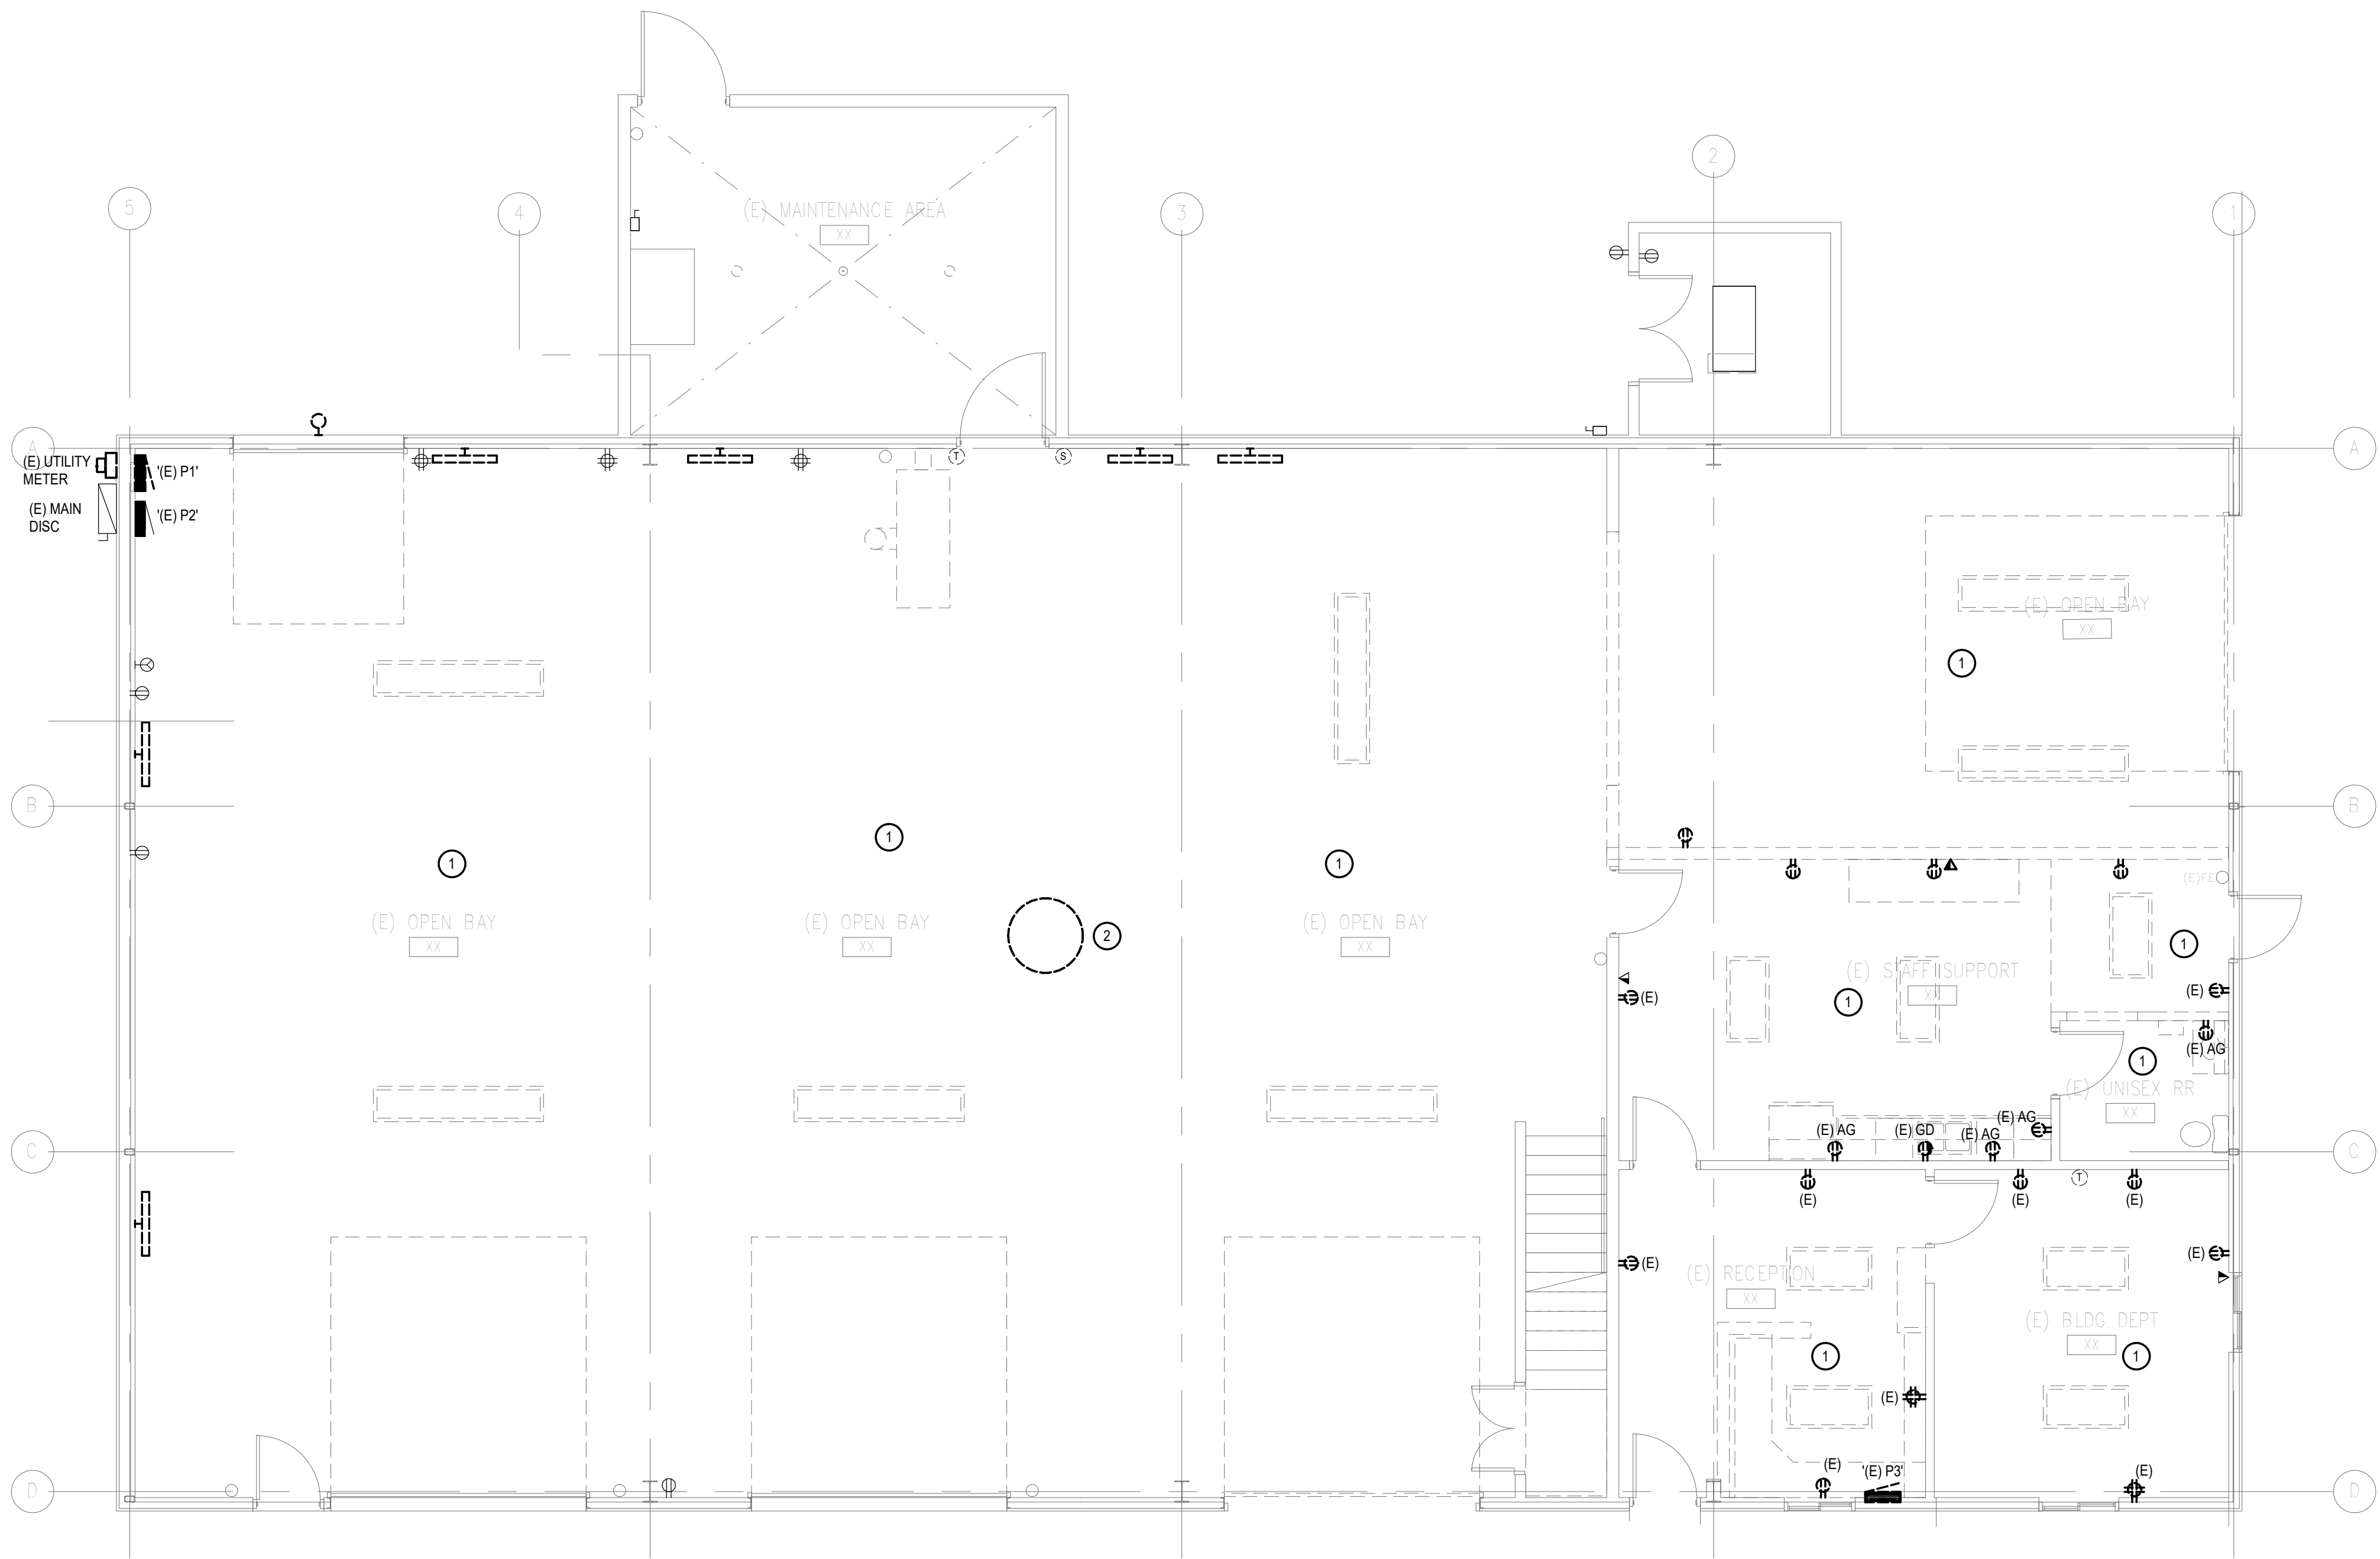 2
5
4
3
1
(E) MAINTENANCE AREA
XX
A
A
(E) UTILITY
METER
'(E) P1'
(E) MAIN
DISC
'(E) P2'
T
S
(E) OPEN BAY
XX
1
B
B
1
1
1
(E)FE
(E) OPEN BAY
XX
(E) OPEN BAY
XX
2
(E) OPEN BAY
XX
1
(E) STAFF SUPPORT
XX
1
(E)
(E)
(E) AG
1
(E) UNISEX RR
XX
(E) AG
(E) AG
(E) GD
(E) AG
C
C
T
(E)
(E)
(E)
(E)
(E)
(E) RECEPTION
XX
(E) BLDG DEPT
XX
1
1
(E)
(E)
'(E) P3'
(E)
D
D